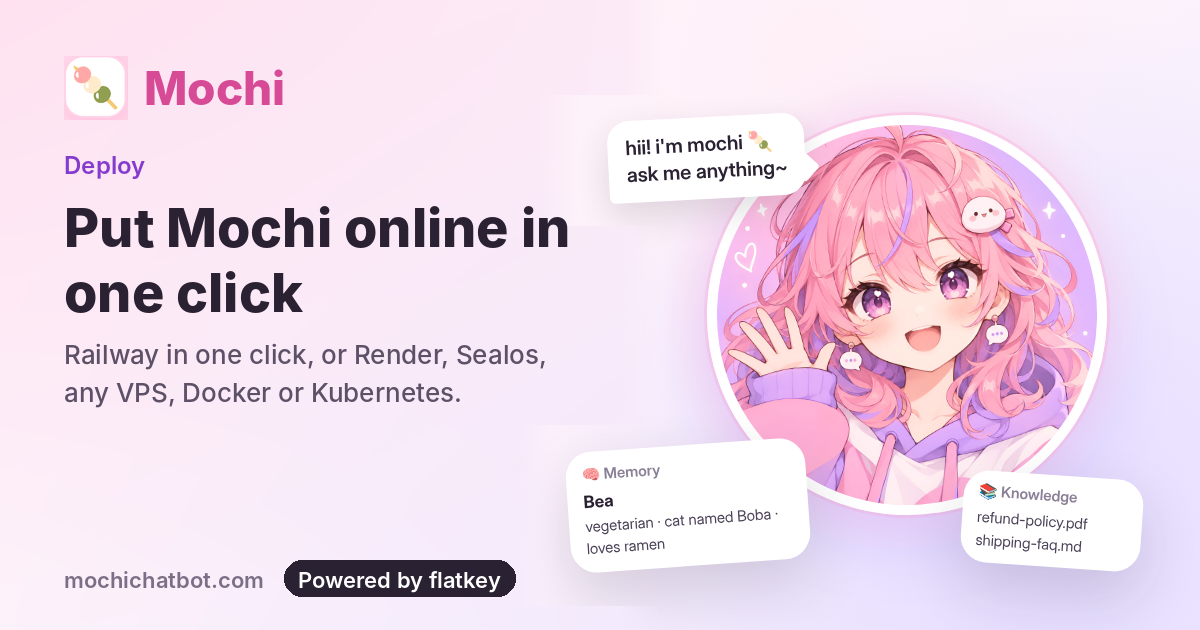 Mochi
Deploy
Put Mochi online in
one click
Railway in one click, or Render, Sealos,
any VPS, Docker or Kubernetes.
mochichatbot.com
Powered by flatkey
hii! i'm mochi 🍡
ask me anything~
🧠 Memory
Bea
vegetarian · cat named Boba ·
loves ramen
📚 Knowledge
refund-policy.pdf
shipping-faq.md